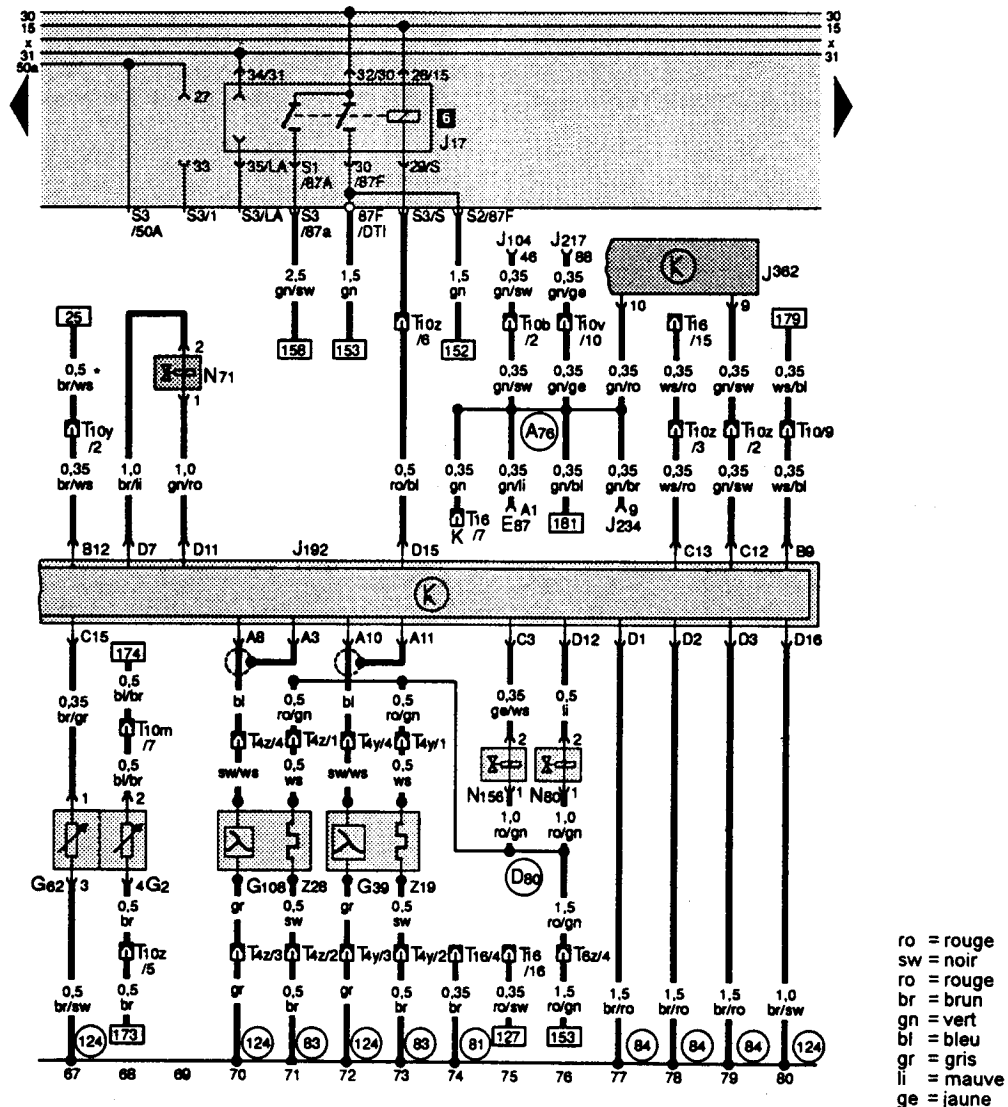 30 30
15 15
x x
31 31
50a
34/31 32/30 28/15
27
6
J17
33 35/LA S1/87A 30/87F 29/S
S3/50A S3/1 S3/LA S3/87a 87F/DTI S3/S S2/87F
J104 J217
46 88
K J362
2,5 gn/sw 1,5 gn 1,5 gn 0,35 gn/sw 0,35 gn/ge 10 9
25 2 T10z/6 T10b/2 T10v/10 T16/15 179
158 153 152
0,5 br/ws * N71 0,35 gn/sw 0,35 gn/ge 0,35 gn/ro 0,35 ws/ro 0,35 gn/sw 0,35 ws/bl
1
T10y/2 A76 T10z/3 T10z/2 T10/9
0,35 br/ws 1,0 br/li 1,0 gn/ro 0,5 ro/bl 0,35 gn 0,35 gn/li 0,35 gn/bl 0,35 gn/br 0,35 ws/ro 0,35 gn/sw 0,35 ws/bl
T16/7 A1 181 9
K E87 J234
B12 D7 D11 J192 D15 C13 C12 B9
K
C15 A8 A3 A10 A11 C3 D12 D1 D2 D3 D16
174
0,35 br/gr 0,5 bl/br bl 0,5 ro/gn bl 0,5 ro/gn 0,35 ge/ws 0,5 li
T10m/7 T4z/4 T4z/1 T4y/4 T4y/1
0,5 bl/br sw/ws 0,5 ws sw/ws 0,5 ws 2 2
N156 1 N80 1
1 2 1,0 ro/gn 1,0 ro/gn
G62 3 4 G2 G108 Z28 G39 Z19 D80
0,5 br gr 0,5 sw gr 0,5 sw 1,5 ro/gn
T10z/5 T4z/3 T4z/2 T4y/3 T4y/2 T16/4 T16/16 T6z/4
0,5 br/sw 0,5 br gr 0,5 br gr 0,5 br 0,35 br 0,35 ro/sw 1,5 ro/gn 1,5 br/ro 1,5 br/ro 1,5 br/ro 1,0 br/sw
124 173 124 83 124 83 81 127 153 84 84 84 124
67 68 69 70 71 72 73 74 75 76 77 78 79 80
ro = rouge
sw = noir
ro = rouge
br = brun
gn = vert
bl = bleu
gr = gris
li = mauve
ge = jaune